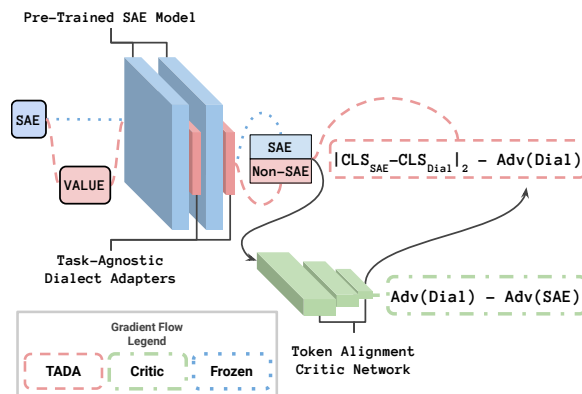 Pre-Trained SAE Model
SAE
VALUE
SAE
Non-SAE
|CLS_SAE–CLS_Dial|_2 – Adv(Dial)
Task-Agnostic
Dialect Adapters
Adv(Dial) – Adv(SAE)
Token Alignment
Critic Network
Gradient Flow
Legend
TADA
Critic
Frozen